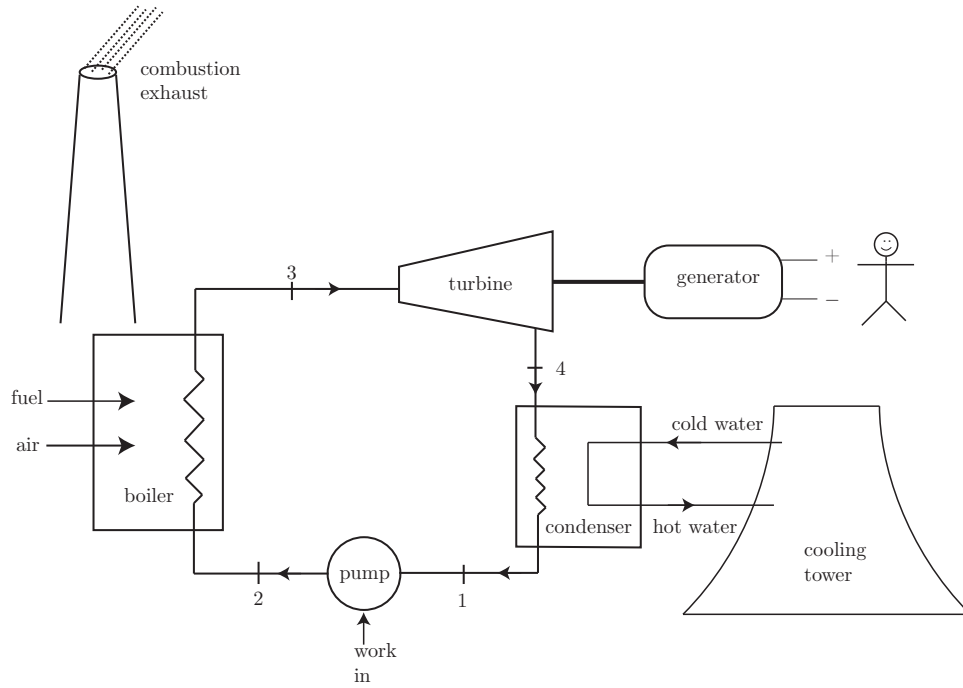 combustion
exhaust
3
turbine
generator
+
−
4
fuel
cold water
air
boiler
condenser
hot water
cooling
tower
pump
2
1
work
in